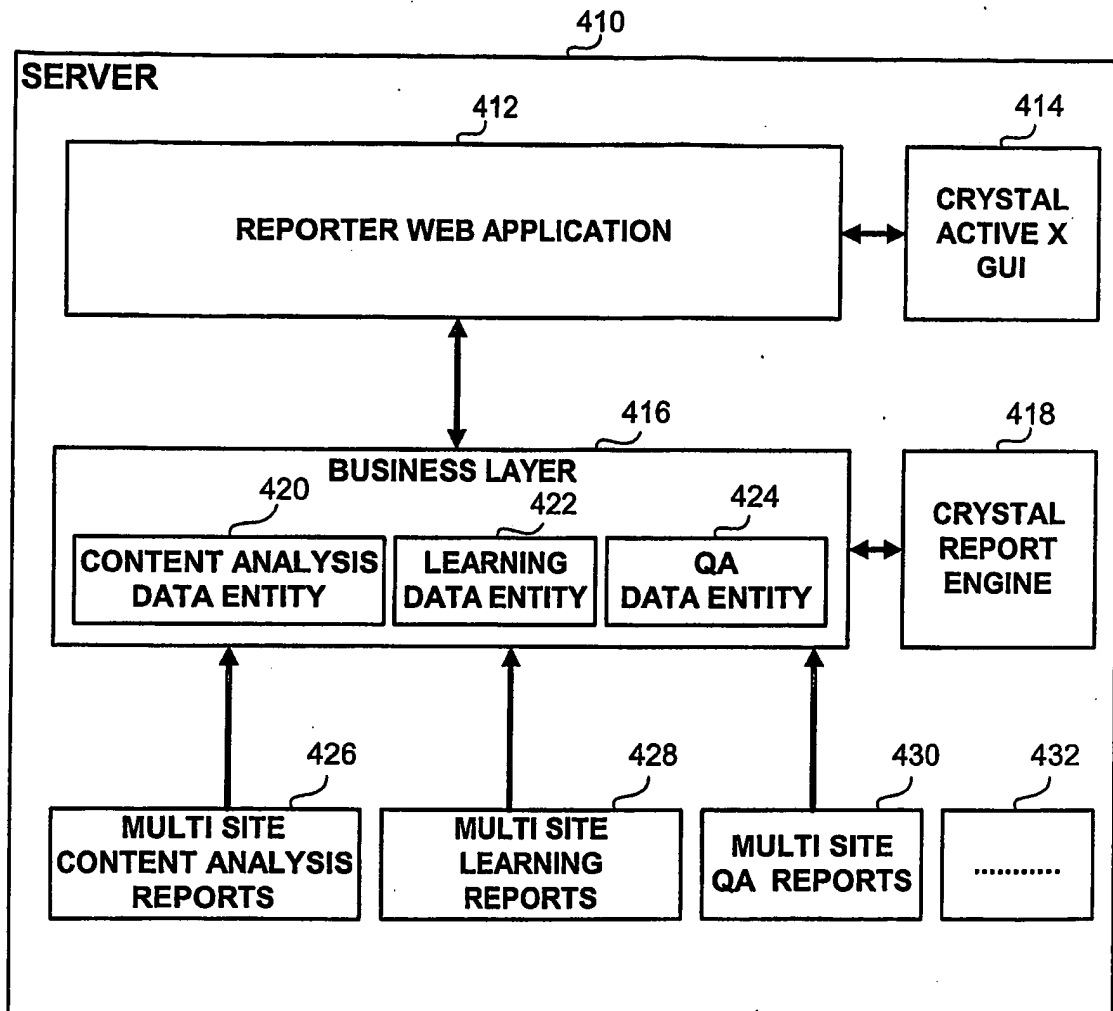 410
SERVER
412
414
REPORTER WEB APPLICATION
CRYSTAL
ACTIVE X
GUI
416
418
BUSINESS LAYER
420
422
424
CONTENT ANALYSIS
DATA ENTITY
LEARNING
DATA ENTITY
QA
DATA ENTITY
CRYSTAL
REPORT
ENGINE
426
428
430
432
MULTI SITE
CONTENT ANALYSIS
REPORTS
MULTI SITE
LEARNING
REPORTS
MULTI SITE
QA REPORTS
...........